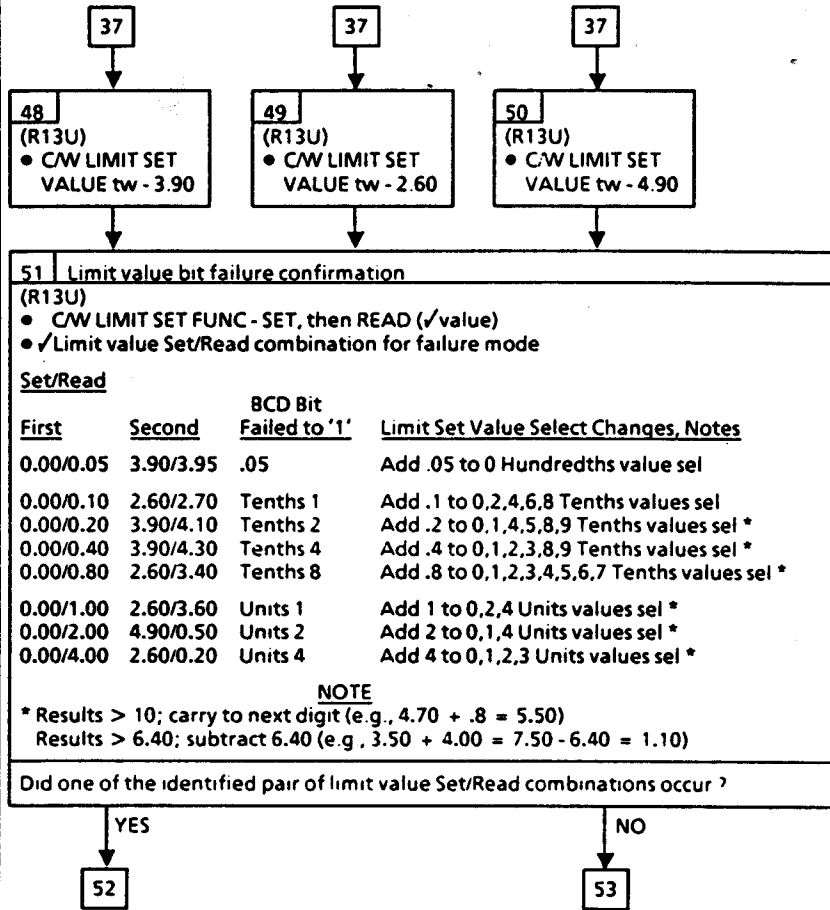 37
37
37
48
(R13U)
● C/W LIMIT SET
VALUE tw - 3.90
49
(R13U)
● C/W LIMIT SET
VALUE tw - 2.60
50
(R13U)
● C/W LIMIT SET
VALUE tw - 4.90
51 Limit value bit failure confirmation
(R13U)
● C/W LIMIT SET FUNC - SET, then READ (√value)
● √Limit value Set/Read combination for failure mode
Set/Read
BCD Bit
First Second Failed to '1' Limit Set Value Select Changes, Notes
0.00/0.05 3.90/3.95 .05 Add .05 to 0 Hundredths value sel
0.00/0.10 2.60/2.70 Tenths 1 Add .1 to 0,2,4,6,8 Tenths values sel
0.00/0.20 3.90/4.10 Tenths 2 Add .2 to 0,1,4,5,8,9 Tenths values sel *
0.00/0.40 3.90/4.30 Tenths 4 Add .4 to 0,1,2,3,8,9 Tenths values sel *
0.00/0.80 2.60/3.40 Tenths 8 Add .8 to 0,1,2,3,4,5,6,7 Tenths values sel *
0.00/1.00 2.60/3.60 Units 1 Add 1 to 0,2,4 Units values sel *
0.00/2.00 4.90/0.50 Units 2 Add 2 to 0,1,4 Units values sel *
0.00/4.00 2.60/0.20 Units 4 Add 4 to 0,1,2,3 Units values sel *
NOTE
* Results > 10; carry to next digit (e.g., 4.70 + .8 = 5.50)
Results > 6.40; subtract 6.40 (e.g , 3.50 + 4.00 = 7.50 - 6.40 = 1.10)
Did one of the identified pair of limit value Set/Read combinations occur ?
YES
NO
52
53